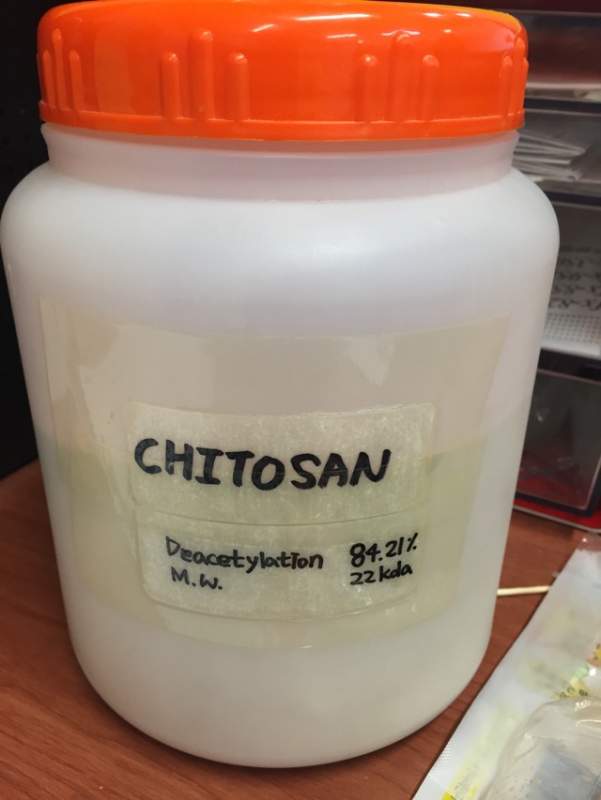 CHITOSAN
Deacetylation 84.21%
M.W. 22kda